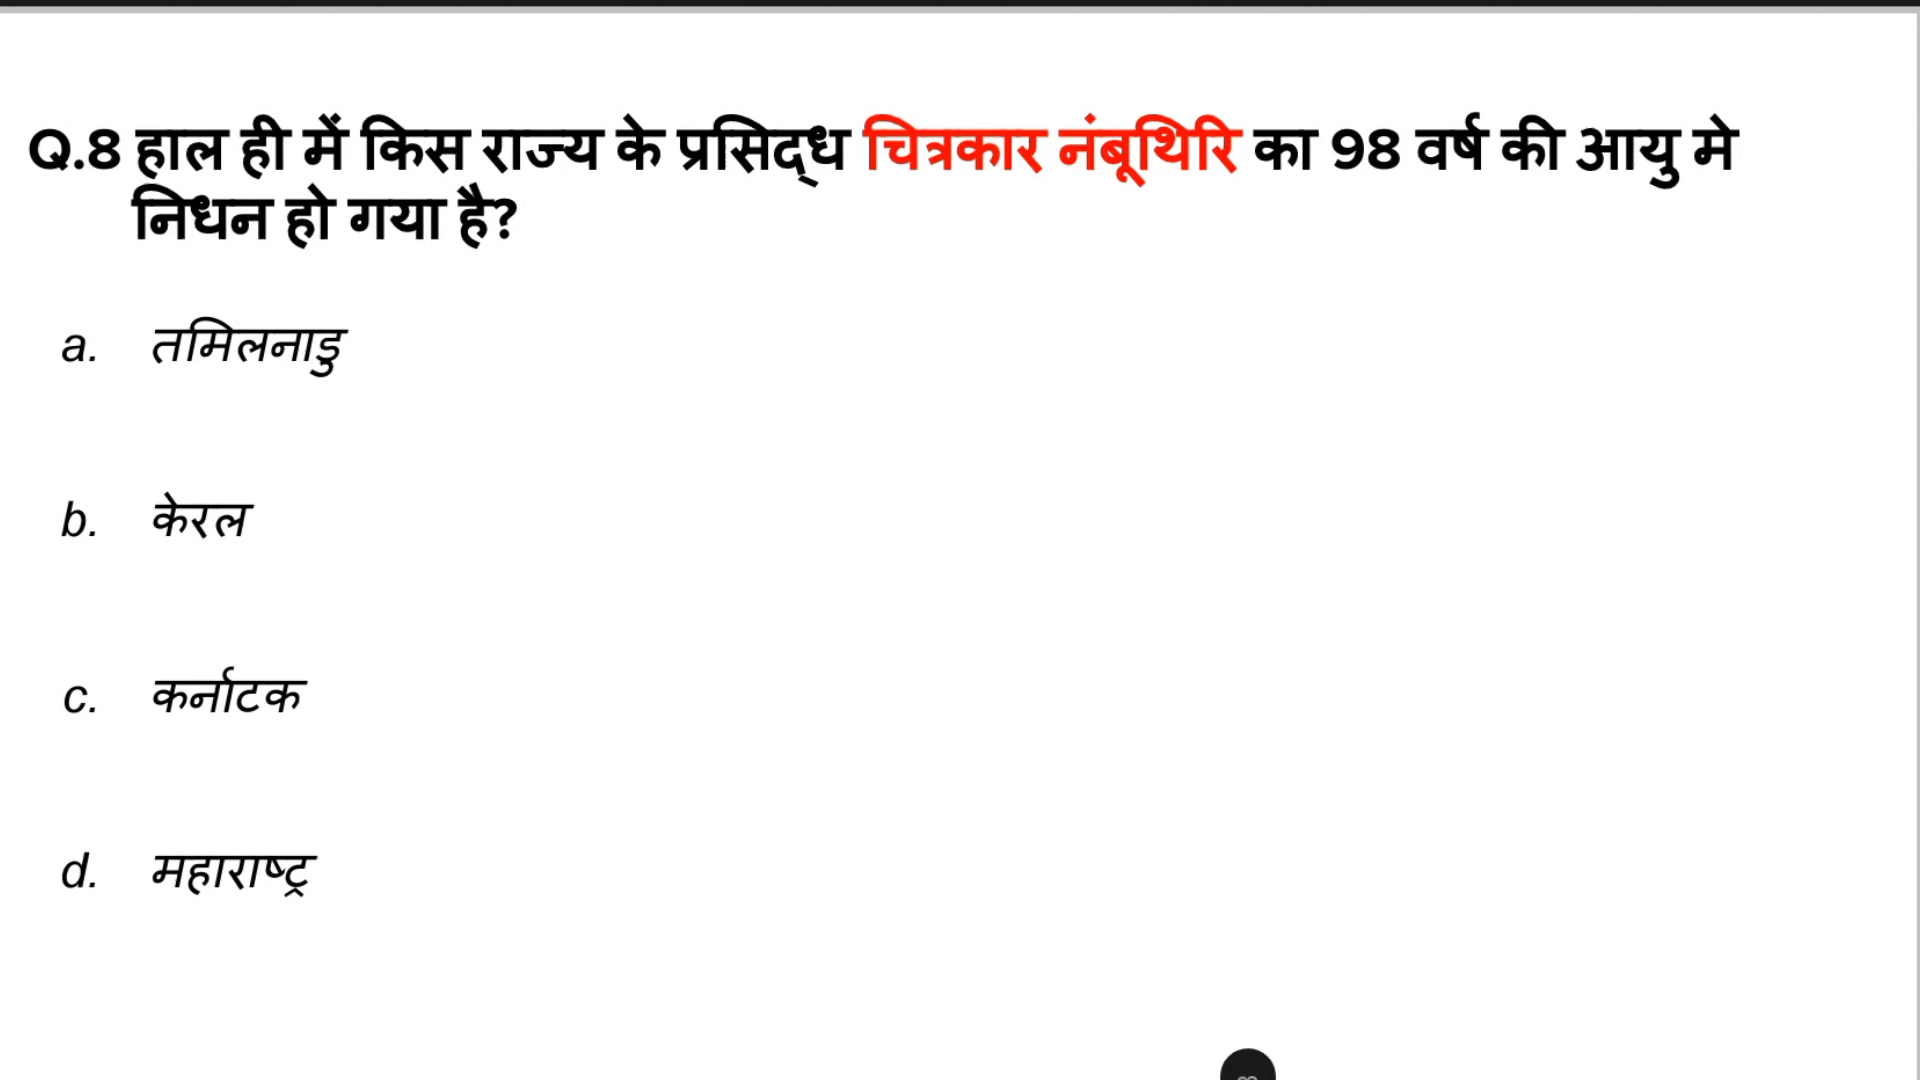 Q.8 हाल ही में किस राज्य के प्रसिद्ध चित्रकार नंबूथिरि का 98 वर्ष की आयु मे
निधन हो गया है?
a. तमिलनाडु
b. केरल
c. कर्नाटक
d. महाराष्ट्र